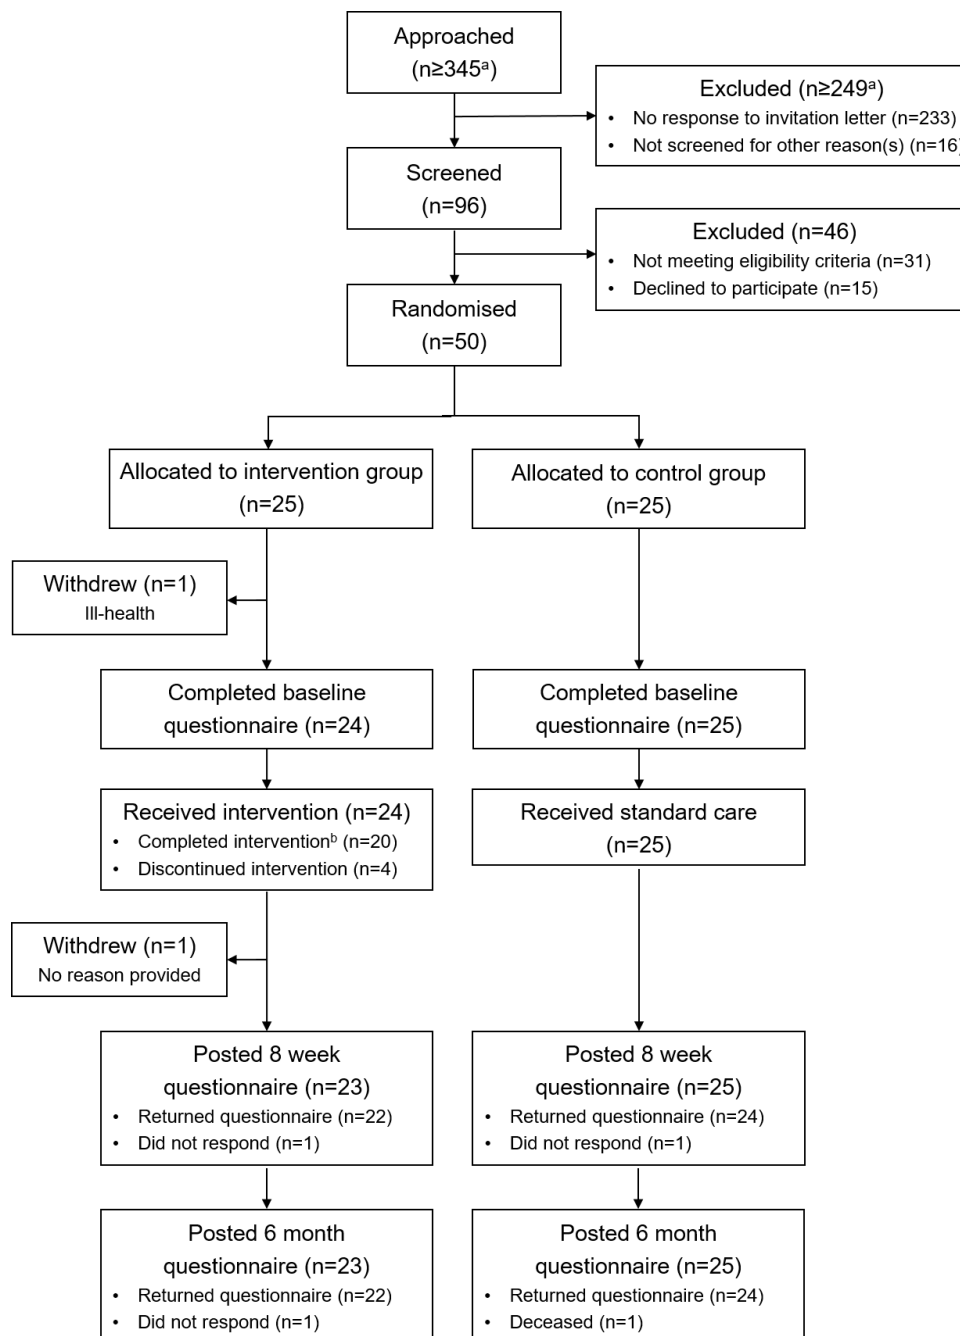 Approached
(n≥345ᵃ)
Excluded (n≥249ᵃ)
• No response to invitation letter (n=233)
• Not screened for other reason(s) (n=16)
Screened
(n=96)
Excluded (n=46)
• Not meeting eligibility criteria (n=31)
• Declined to participate (n=15)
Randomised
(n=50)
Allocated to intervention group
(n=25)
Allocated to control group
(n=25)
Withdrew (n=1)
Ill-health
Completed baseline
questionnaire (n=24)
Completed baseline
questionnaire (n=25)
Received intervention (n=24)
• Completed interventionᵇ (n=20)
• Discontinued intervention (n=4)
Received standard care
(n=25)
Withdrew (n=1)
No reason provided
Posted 8 week
questionnaire (n=23)
• Returned questionnaire (n=22)
• Did not respond (n=1)
Posted 8 week
questionnaire (n=25)
• Returned questionnaire (n=24)
• Did not respond (n=1)
Posted 6 month
questionnaire (n=23)
• Returned questionnaire (n=22)
• Did not respond (n=1)
Posted 6 month
questionnaire (n=25)
• Returned questionnaire (n=24)
• Deceased (n=1)